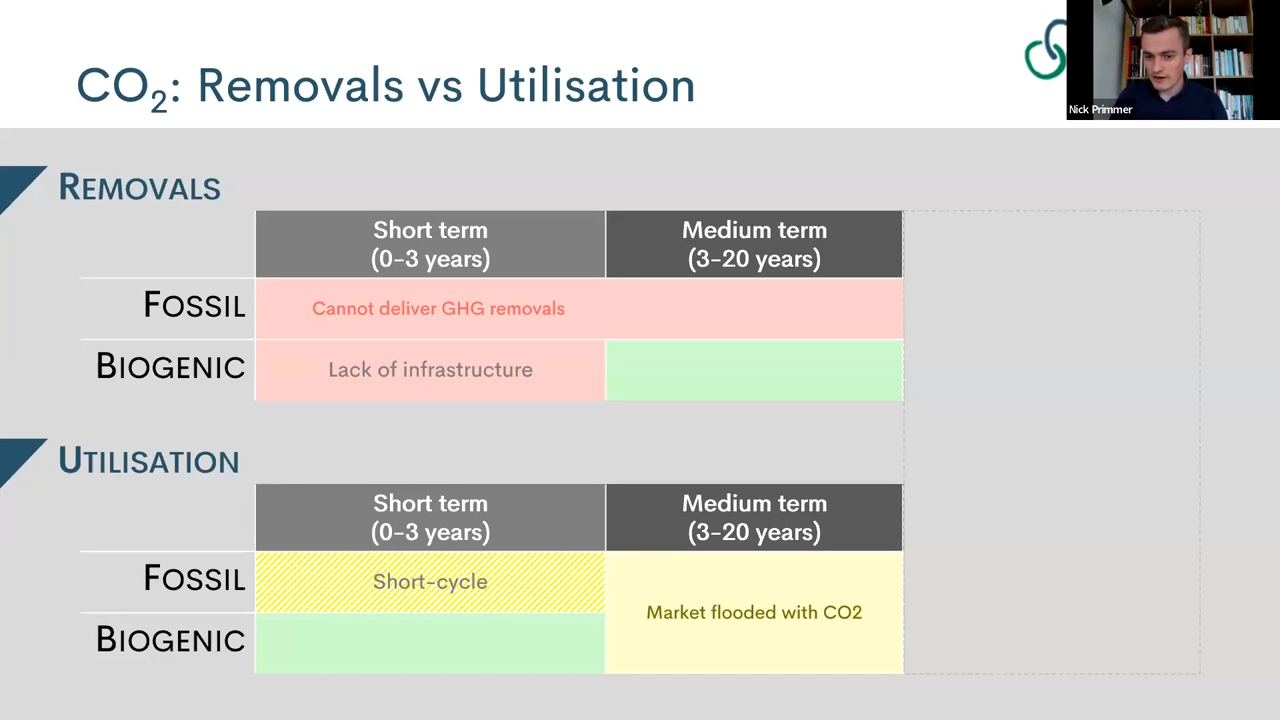 CO2: Removals vs Utilisation
Nick Primmer
REMOVALS
Short term
(0-3 years)
Medium term
(3-20 years)
FOSSIL
Cannot deliver GHG removals
BIOGENIC
Lack of infrastructure
UTILISATION
Short term
(0-3 years)
Medium term
(3-20 years)
FOSSIL
Short-cycle
Market flooded with CO2
BIOGENIC